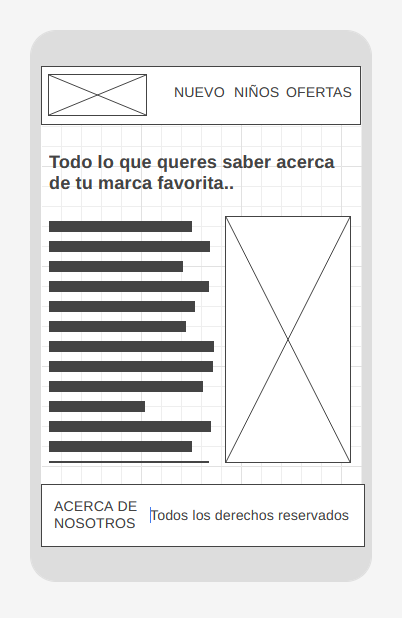 NUEVO NIÑOS OFERTAS
Todo lo que queres saber acerca
de tu marca favorita..
ACERCA DE
NOSOTROS
Todos los derechos reservados